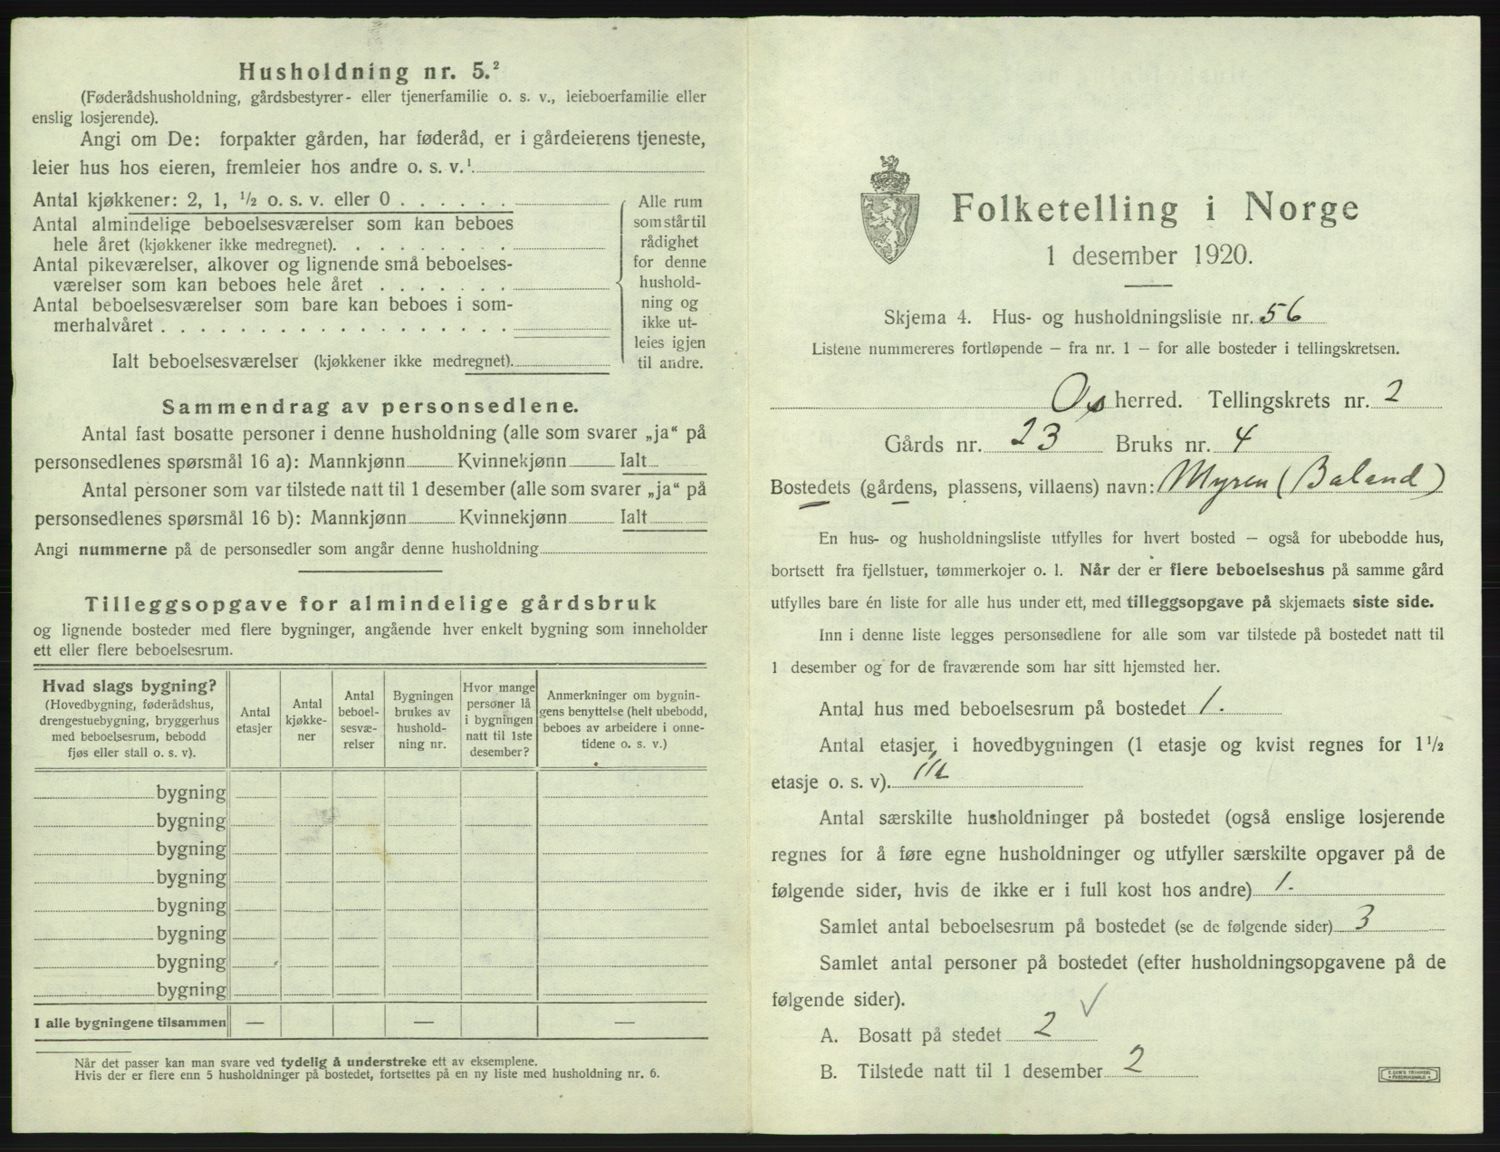 Husholdning nr. 5.²
(Føderådshusholdning, gårdsbestyrer- eller tjenerfamilie o. s. v., leieboerfamilie eller
enslig losjerende).
Angi om De: forpakter gården, har føderåd, er i gårdeierens tjeneste,
leier hus hos eieren, fremleier hos andre o. s. v.¹
Antal kjøkkener: 2, 1, ½ o. s. v. eller 0 . . . . . .
Antal almindelige beboelsesværelser som kan beboes
hele året (kjøkkener ikke medregnet). . . . . . . . .
Antal pikeværelser, alkover og lignende små beboelses-
værelser som kan beboes hele året . . . . . . .
Antal beboelsesværelser som bare kan beboes i som-
merhalvåret . . . . . . . . . . . . . . . . .
Ialt beboelsesværelser (kjøkkener ikke medregnet).
Alle rum
som står til
rådighet
for denne
hushold-
ning og
ikke ut-
leies igjen
til andre.
Sammendrag av personsedlene.
Antal fast bosatte personer i denne husholdning (alle som svarer „ja“ på
personsedlenes spørsmål 16 a): Mannkjønn Kvinnekjønn Ialt
Antal personer som var tilstede natt til 1 desember (alle som svarer „ja“ på
personsedlenes spørsmål 16 b): Mannkjønn Kvinnekjønn Ialt
Angi nummerne på de personsedler som angår denne husholdning
Tilleggsopgave for almindelige gårdsbruk
og lignende bosteder med flere bygninger, angående hver enkelt bygning som inneholder
ett eller flere beboelsesrum.
Hvad slags bygning?
(Hovedbygning, føderådshus,
drengestuebygning, bryggerhus
med beboelsesrum, bebodd
fjøs eller stall o. s. v).
Antal
etasjer
Antal
kjøkke-
ner
Antal
beboel-
sesvæ-
relser
Bygningen
brukes av
hushold-
ning nr.
Hvor mange
personer lå
i bygningen
natt til 1ste
desember?
Anmerkninger om bygnin-
gens benyttelse (helt ubebodd,
beboes av arbeidere i onne-
tidene o. s. v.)
bygning
bygning
bygning
bygning
bygning
bygning
bygning
bygning
I alle bygningene tilsammen — — —
Når det passer kan man svare ved tydelig å understreke ett av eksemplene.
Hvis der er flere enn 5 husholdninger på bostedet, fortsettes på en ny liste med husholdning nr. 6.
Folketelling i Norge
1 desember 1920.
Skjema 4. Hus- og husholdningsliste nr. 56
Listene nummereres fortløpende — fra nr. 1 — for alle bosteder i tellingskretsen.
Os herred. Tellingskrets nr. 2
Gårds nr. 23 Bruks nr. 4
Bostedets (gårdens, plassens, villaens) navn: Myren (Baland)
En hus- og husholdningsliste utfylles for hvert bosted — også for ubebodde hus,
bortsett fra fjellstuer, tømmerkojer o. l. Når der er flere beboelseshus på samme gård
utfylles bare én liste for alle hus under ett, med tilleggsopgave på skjemaets siste side.
Inn i denne liste legges personsedlene for alle som var tilstede på bostedet natt til
1 desember og for de fraværende som har sitt hjemsted her.
Antal hus med beboelsesrum på bostedet 1.
Antal etasjer i hovedbygningen (1 etasje og kvist regnes for 1½
etasje o. s. v). 1½
Antal særskilte husholdninger på bostedet (også enslige losjerende
regnes for å føre egne husholdninger og utfyller særskilte opgaver på de
følgende sider, hvis de ikke er i full kost hos andre) 1.
Samlet antal beboelsesrum på bostedet (se de følgende sider) 3
Samlet antal personer på bostedet (efter husholdningsopgavene på de
følgende sider).
A. Bosatt på stedet 2 ✓
B. Tilstede natt til 1 desember 2